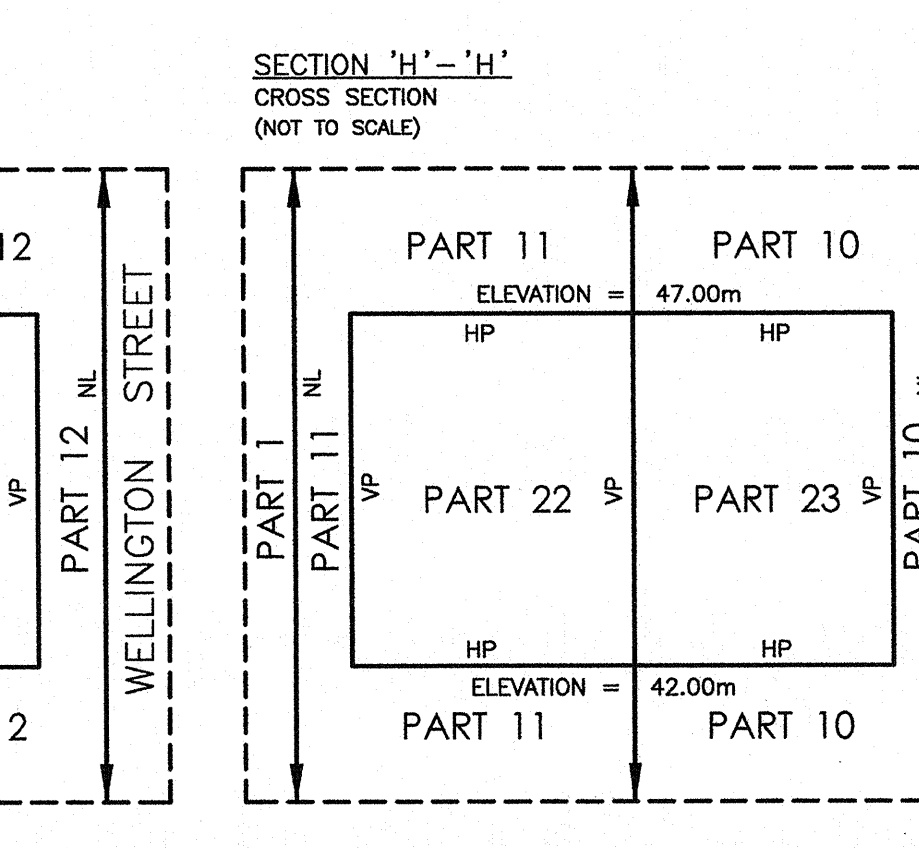 SECTION 'H'-'H'
CROSS SECTION
(NOT TO SCALE)
12
PART 12
NL
WELLINGTON STREET
VP
2
PART 11
PART 10
ELEVATION = 47.00m
HP
HP
PART 1
NL
PART 11
VP
PART 22
VP
PART 23
VP
PART 10
HP
HP
ELEVATION = 42.00m
PART 11
PART 10